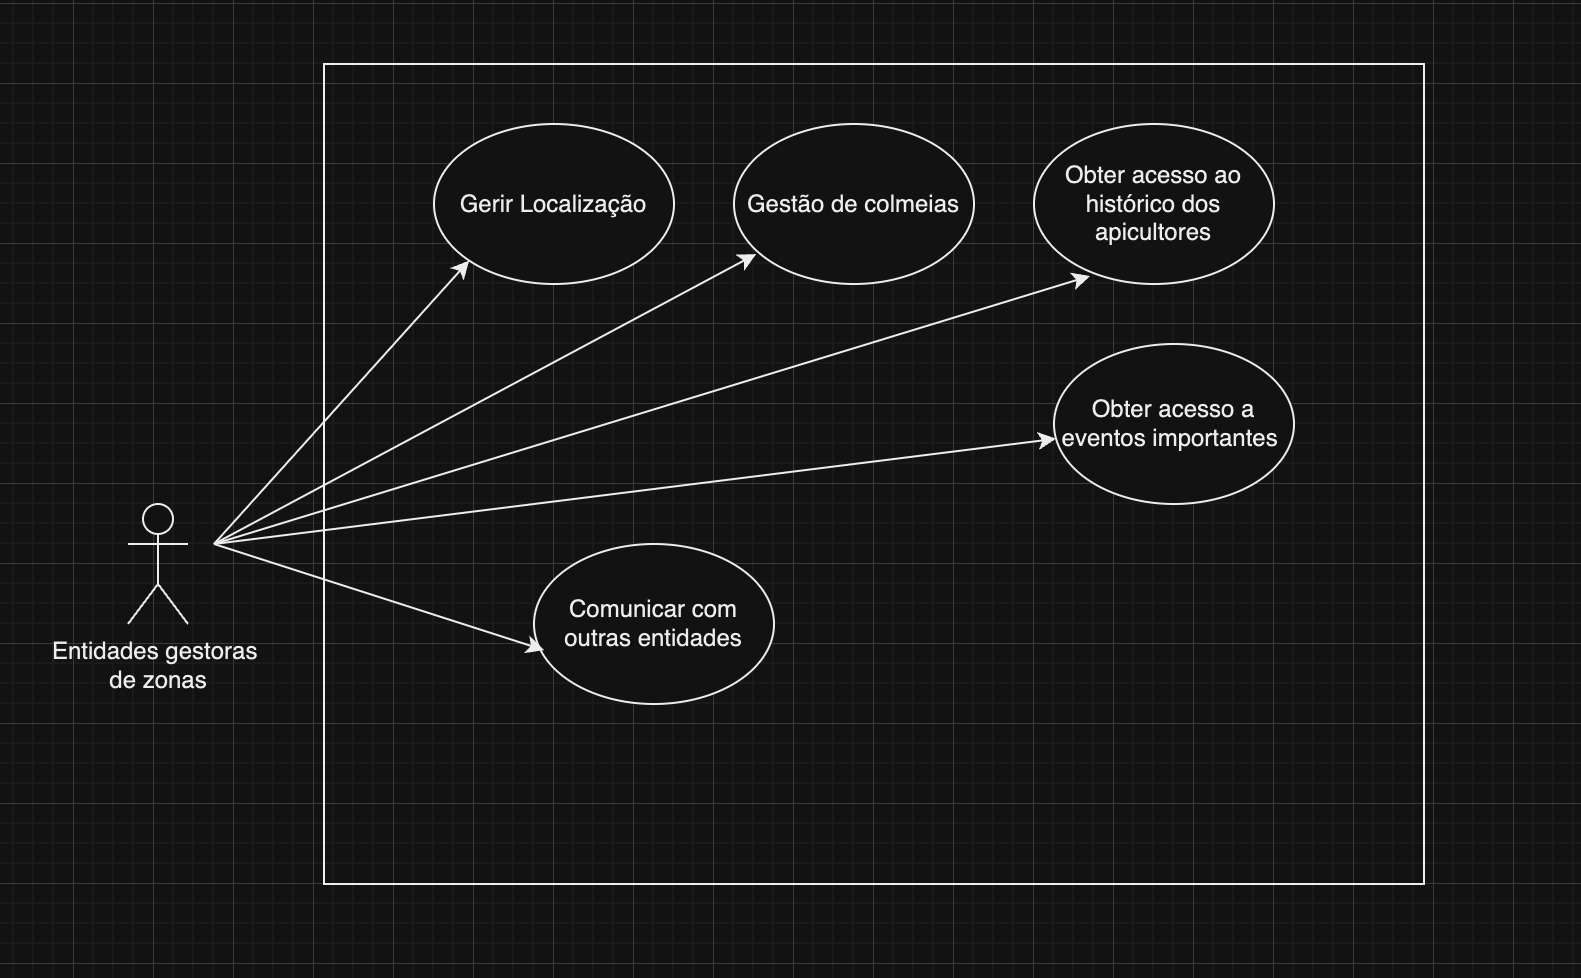 Gerir Localização
Gestão de colmeias
Obter acesso ao
histórico dos
apicultores
Obter acesso a
eventos importantes
Comunicar com
outras entidades
Entidades gestoras
de zonas